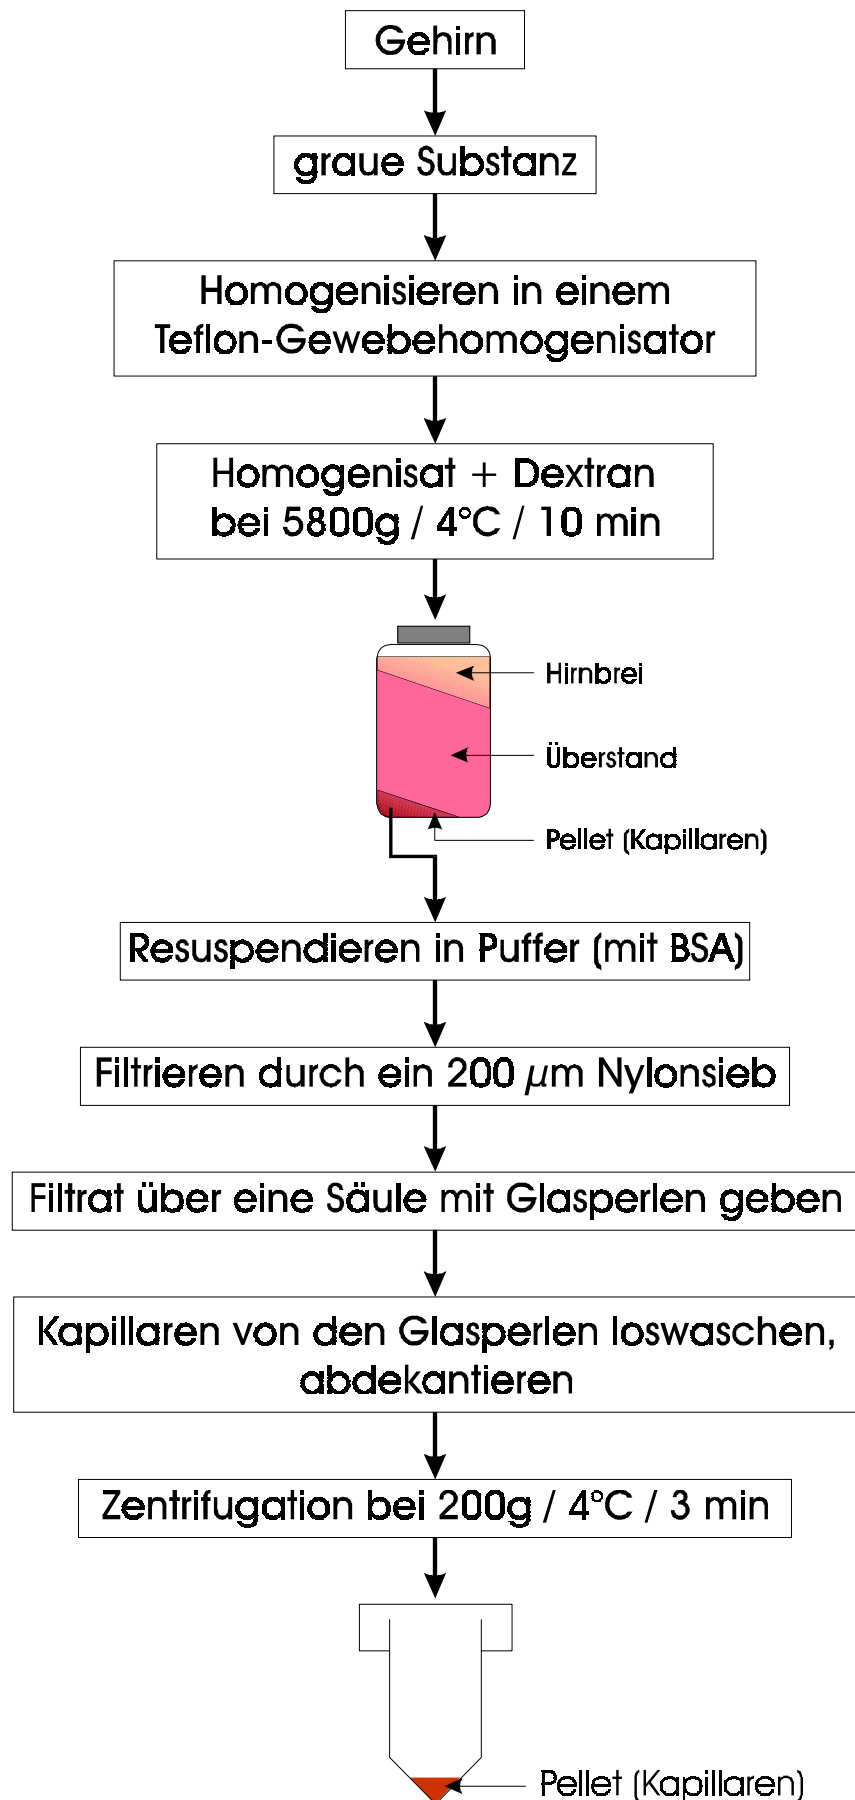 Gehirn
graue Substanz
Homogenisieren in einem
Teflon-Gewebehomogenisator
Homogenisat + Dextran
bei 5800g / 4°C / 10 min
Hirnbrei
Überstand
Pellet (Kapillaren)
Resuspendieren in Puffer (mit BSA)
Filtrieren durch ein 200 µm Nylonsieb
Filtrat über eine Säule mit Glasperlen geben
Kapillaren von den Glasperlen loswaschen,
abdekantieren
Zentrifugation bei 200g / 4°C / 3 min
Pellet (Kapillaren)